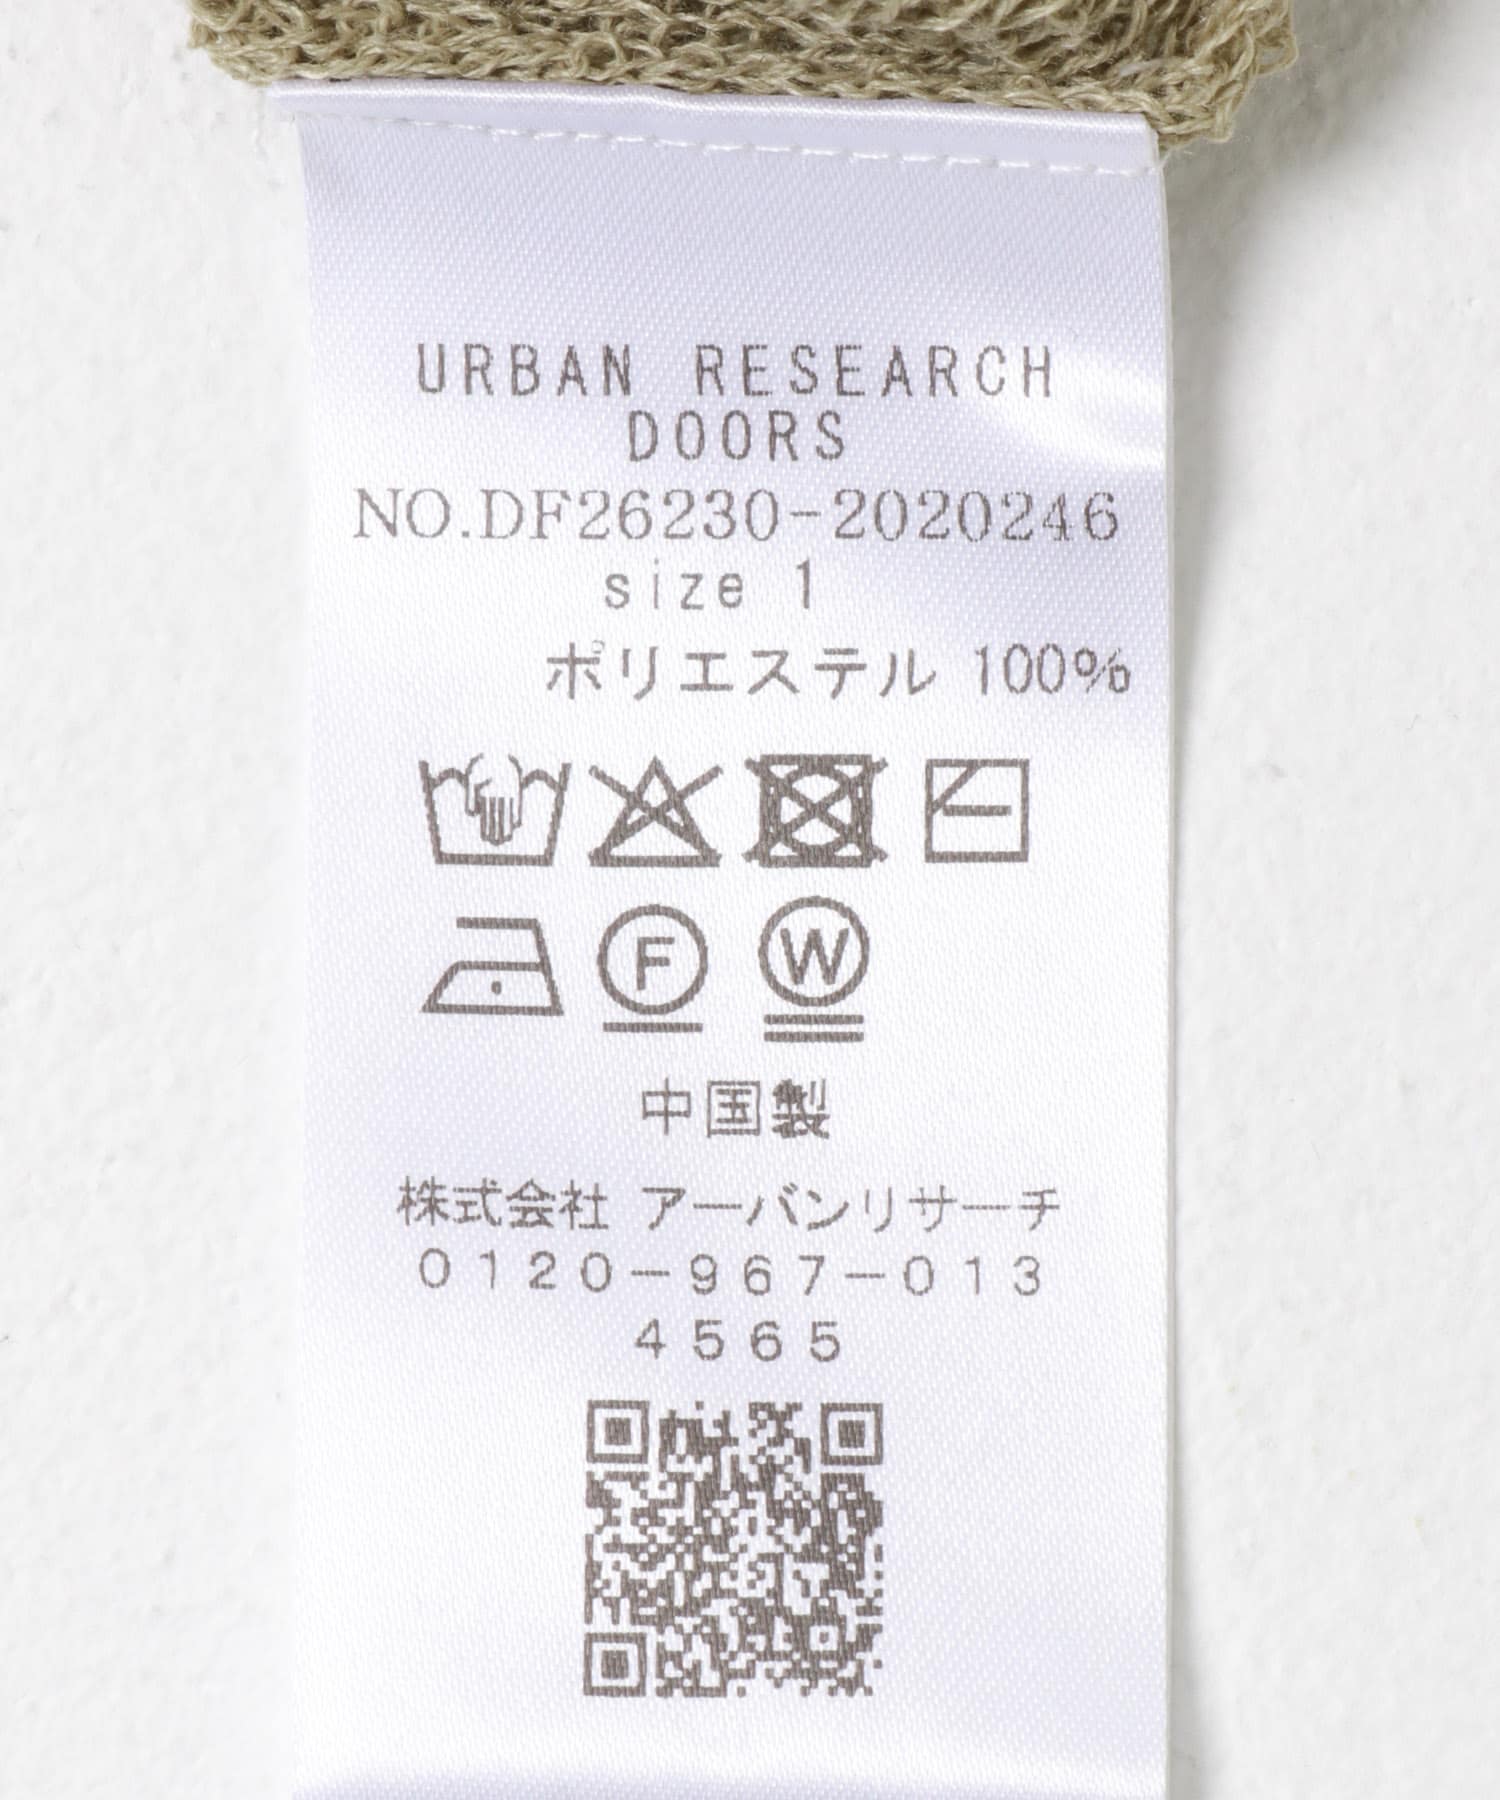 URBAN RESEARCH
DOORS
NO.DF26230-2020246
size 1
ポリエステル 100%
F W
中国製
株式会社 アーバンリサーチ
0120-967-013
4565